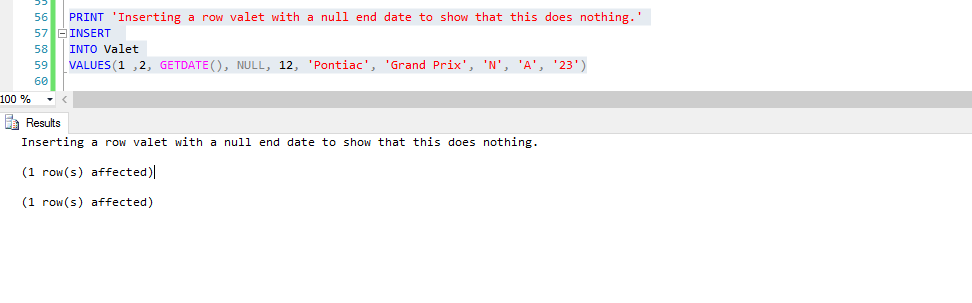 55
56 PRINT 'Inserting a row valet with a null end date to show that this does nothing.'
57 INSERT
58 INTO Valet
59 VALUES(1 ,2, GETDATE(), NULL, 12, 'Pontiac', 'Grand Prix', 'N', 'A', '23')
60
100 %
Results
Inserting a row valet with a null end date to show that this does nothing.
(1 row(s) affected)
(1 row(s) affected)